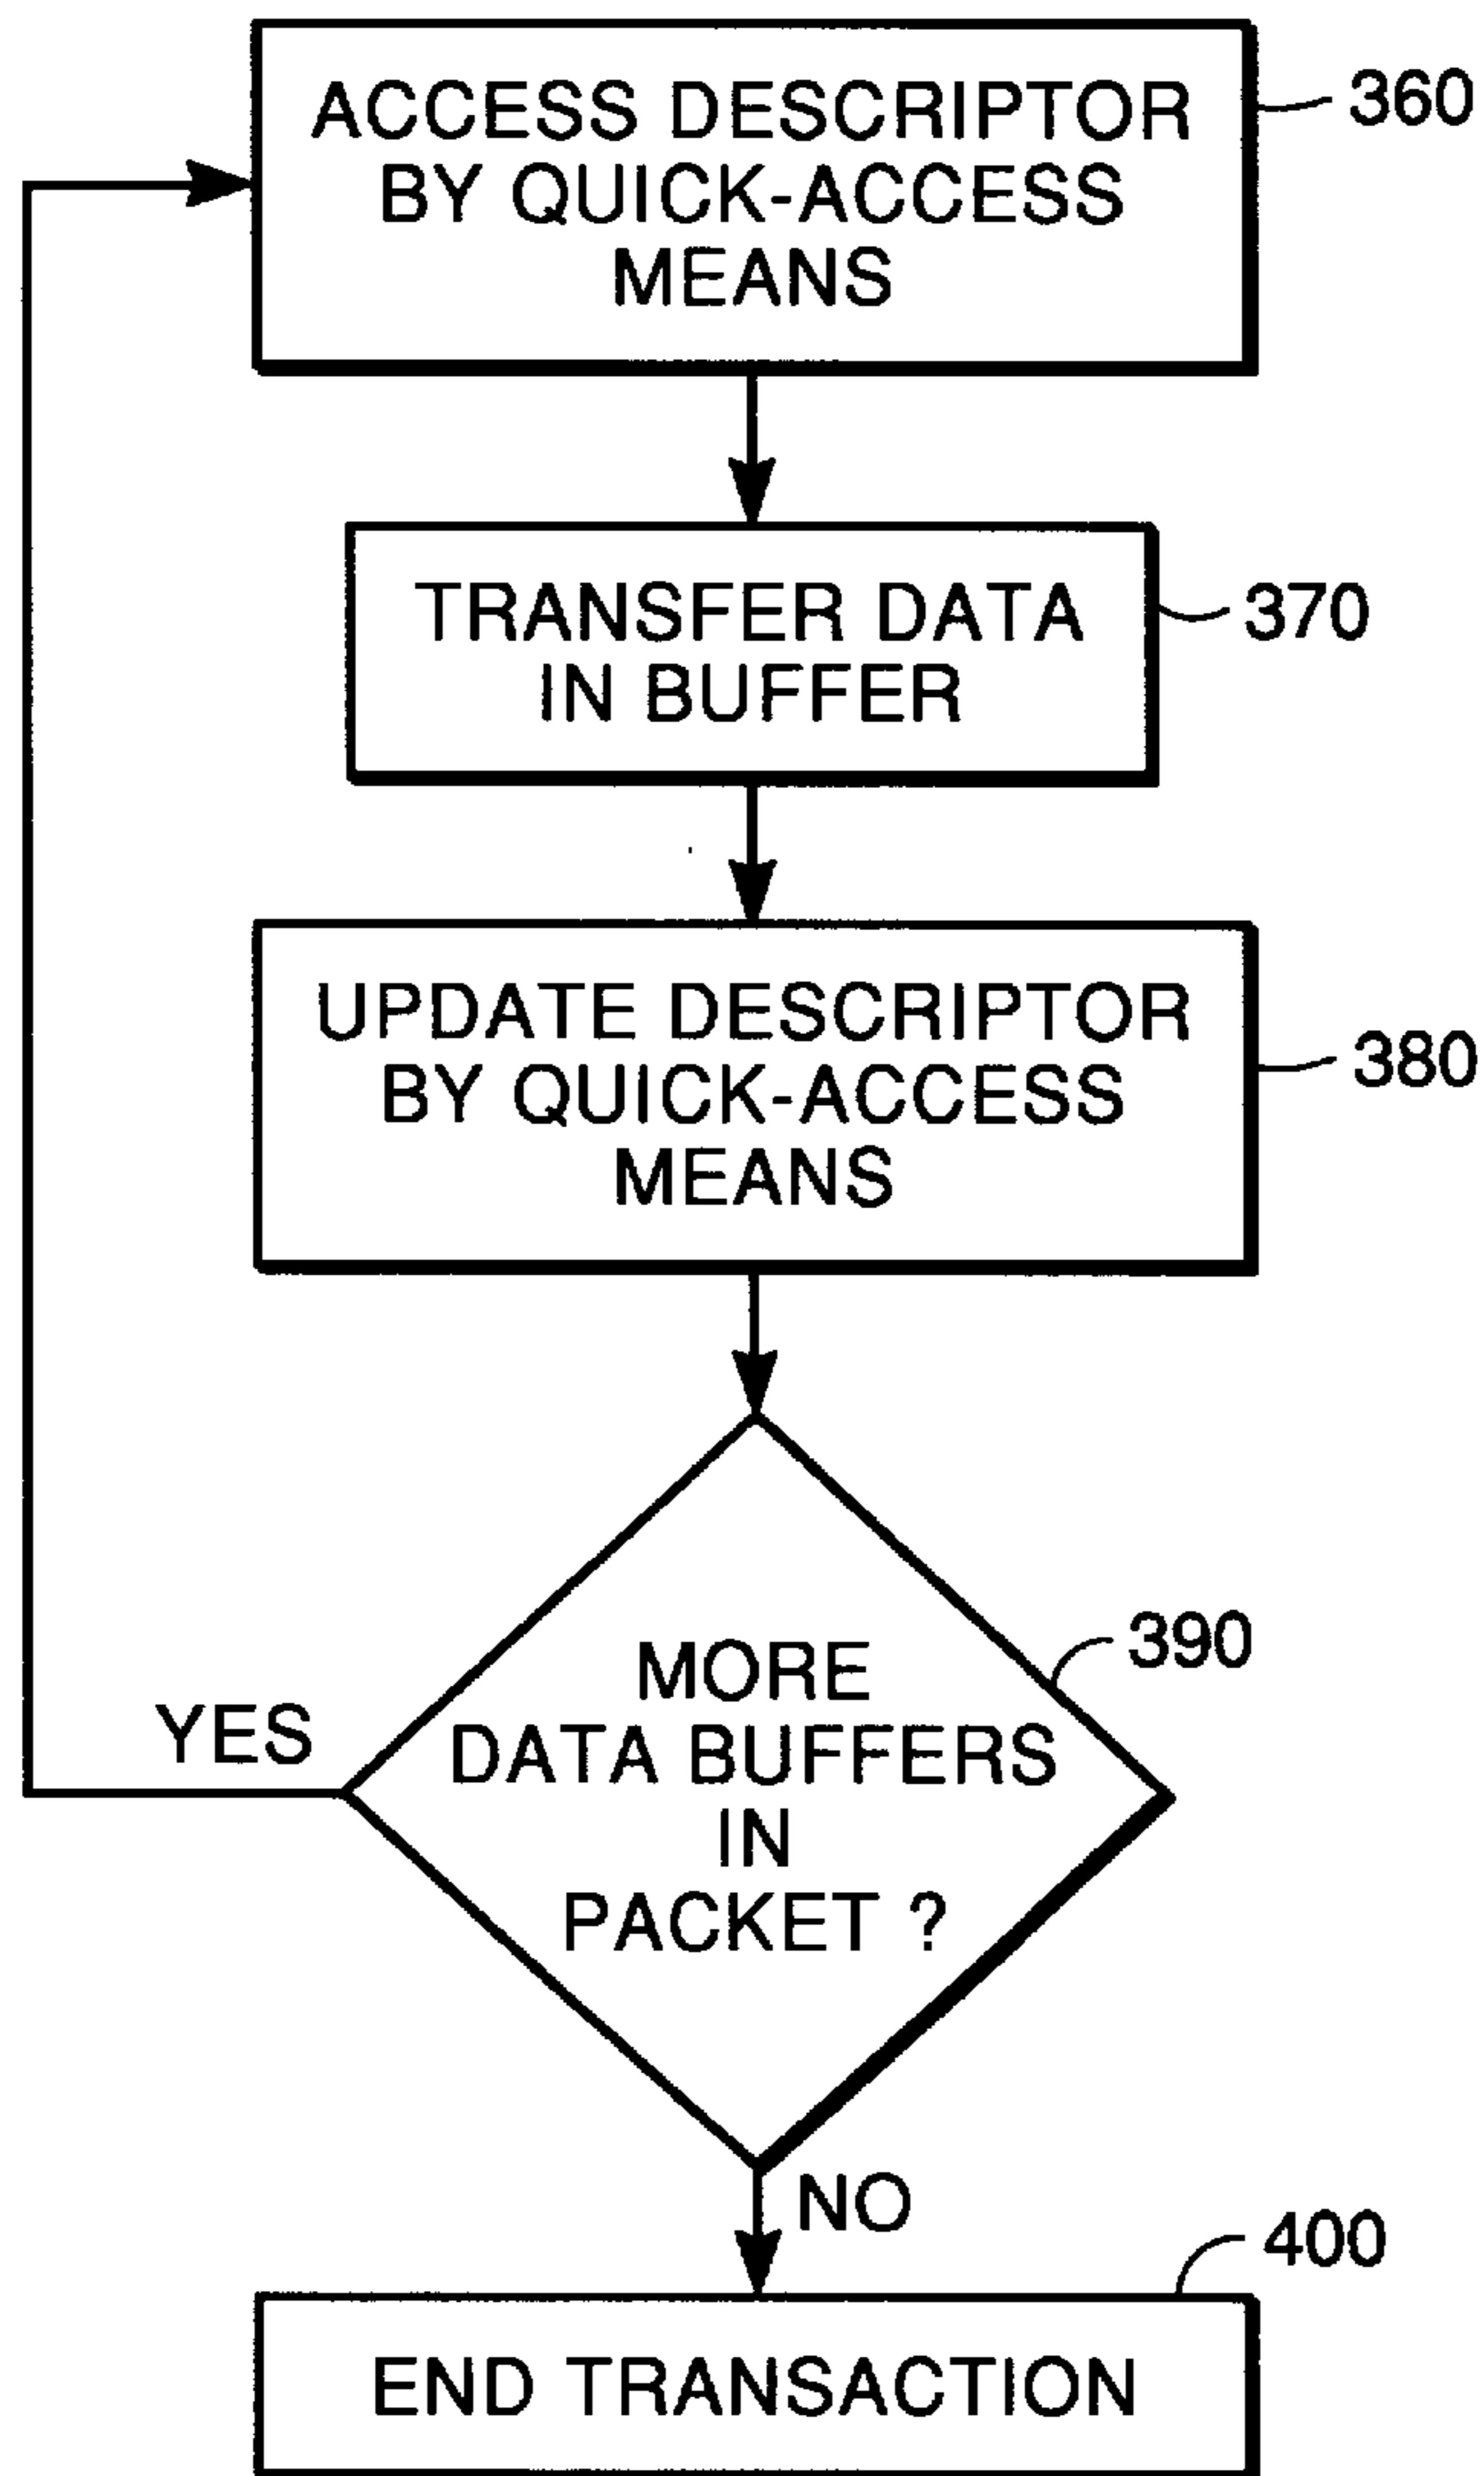 ACCESS DESCRIPTOR
BY QUICK-ACCESS
MEANS
360
TRANSFER DATA
IN BUFFER
370
UPDATE DESCRIPTOR
BY QUICK-ACCESS
MEANS
380
MORE
DATA BUFFERS
IN
PACKET ?
390
YES
NO
400
END TRANSACTION